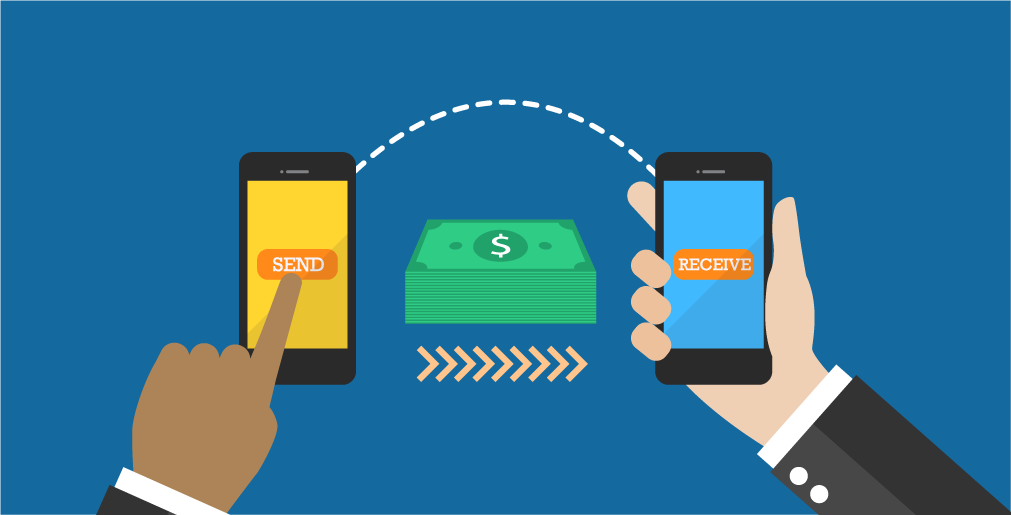 SEND
$
RECEIVE